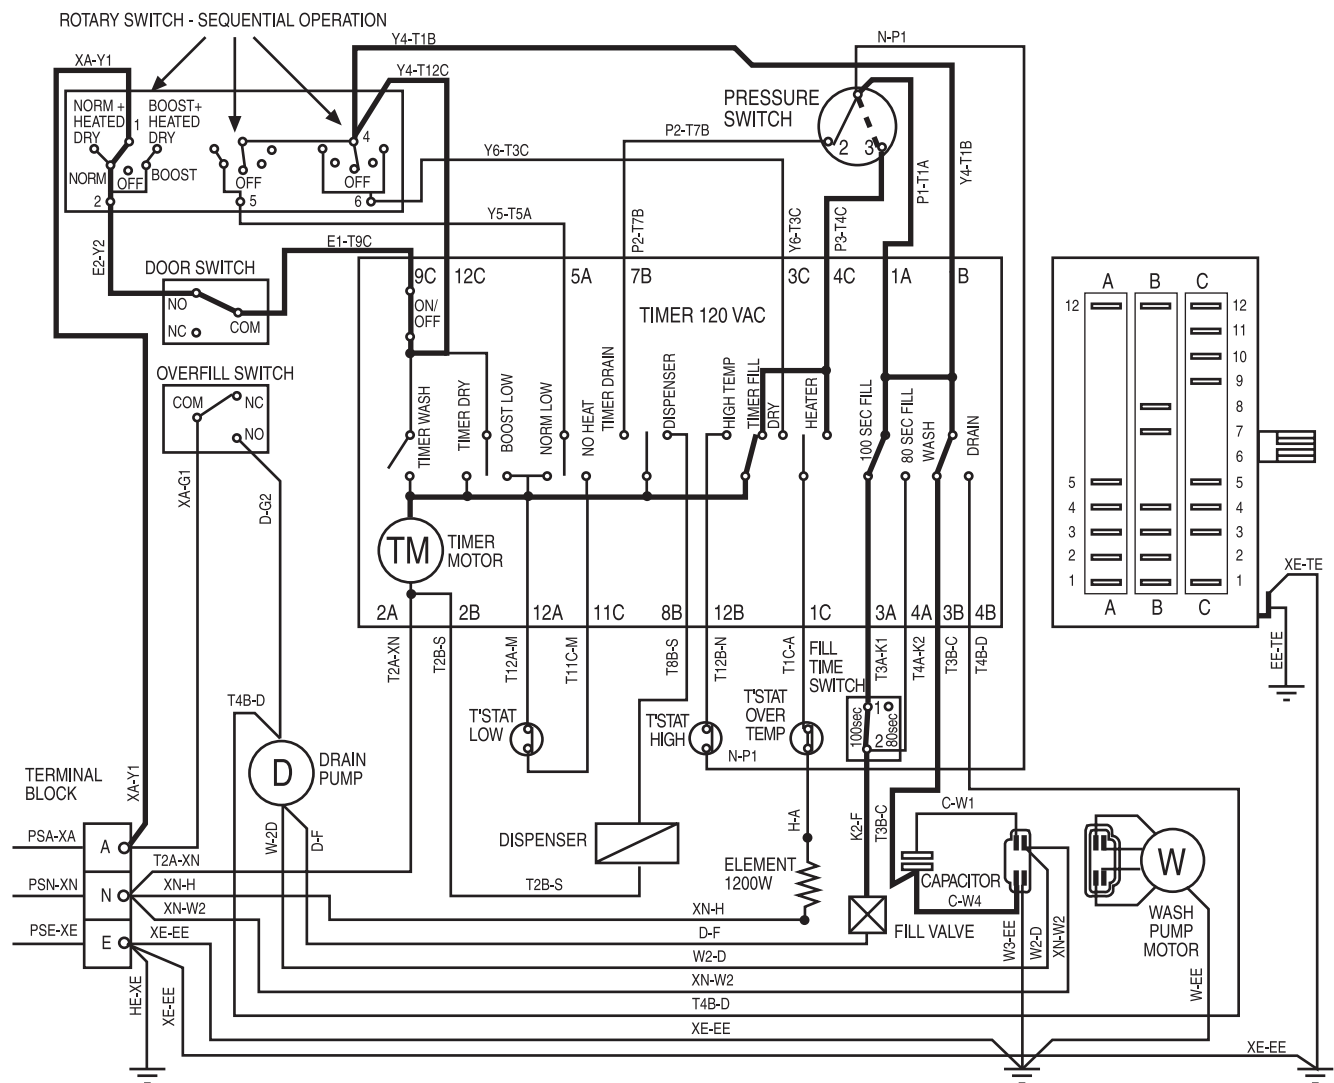 ROTARY SWITCH - SEQUENTIAL OPERATION
XA-Y1
Y4-T1B
Y4-T12C
N-P1
NORM +
HEATED
DRY
BOOST+
HEATED
DRY
1
NORM
OFF
BOOST
2
OFF
5
4
OFF
6
PRESSURE
SWITCH
2
3
P2-T7B
Y6-T3C
Y5-T5A
E1-T9C
E2-Y2
P2-T7B
Y6-T3C
P3-T4C
P1-T1A
Y4-T1B
DOOR SWITCH
NO
NC
COM
OVERFILL SWITCH
COM
NC
NO
XA-G1
D-G2
9C
12C
5A
7B
3C
4C
1A
B
ON/
OFF
TIMER 120 VAC
TIMER WASH
TIMER DRY
BOOST LOW
NORM LOW
NO HEAT
TIMER DRAIN
DISPENSER
HIGH TEMP
TIMER FILL
DRY
HEATER
100 SEC FILL
80 SEC FILL
WASH
DRAIN
TM
TIMER
MOTOR
2A
2B
12A
11C
8B
12B
1C
3A
4A
3B
4B
A
B
C
12
12
11
10
9
8
7
6
5
5
4
4
3
3
2
2
1
1
A
B
C
XE-TE
EE-TE
T2A-XN
T2B-S
T12A-M
T11C-M
T8B-S
T12B-N
T1C-A
FILL
TIME
SWITCH
T3A-K1
T4A-K2
T3B-C
T4B-D
T4B-D
T'STAT
LOW
T'STAT
HIGH
N-P1
T'STAT
OVER
TEMP
100sec
1
2
80sec
D
DRAIN
PUMP
W-2D
D-F
TERMINAL
BLOCK
XA-Y1
PSA-XA
A
PSN-XN
N
PSE-XE
E
T2A-XN
XN-H
XN-W2
XE-EE
HE-XE
XE-EE
DISPENSER
T2B-S
H-A
ELEMENT
1200W
K2-F
T3B-C
C-W1
CAPACITOR
C-W4
FILL VALVE
W3-EE
W2-D
XN-W2
W
WASH
PUMP
MOTOR
W-EE
XN-H
D-F
W2-D
XN-W2
T4B-D
XE-EE
XE-EE